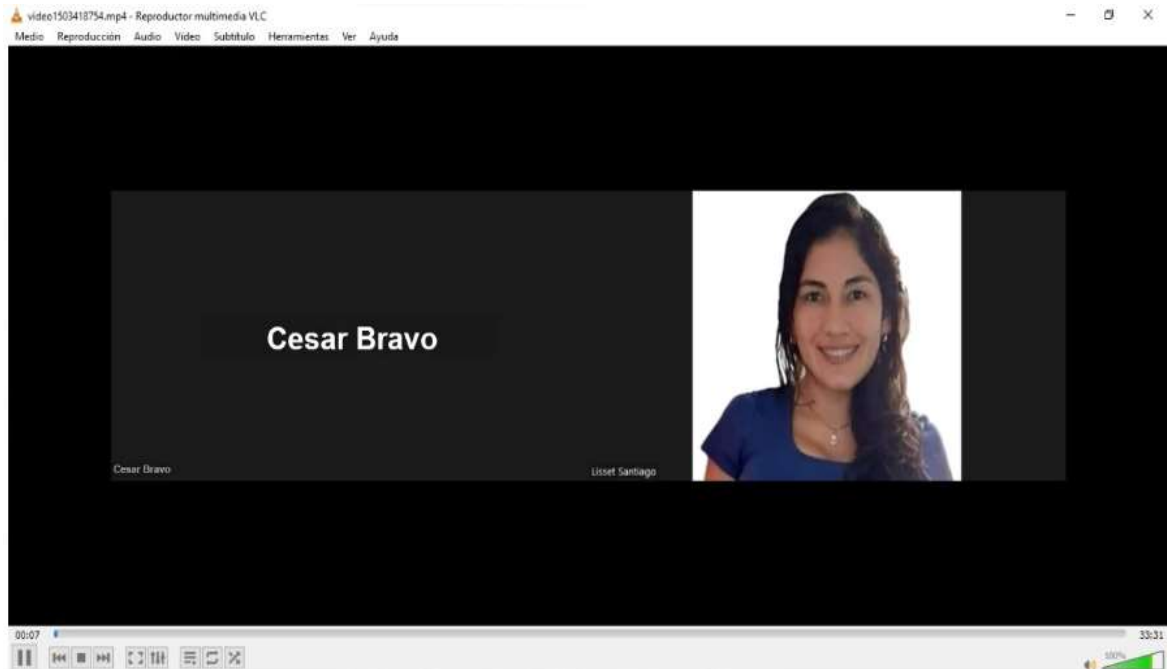 video1503418754.mp4 - Reproductor multimedia VLC
Medio Reproducción Audio Video Subtítulo Herramientas Ver Ayuda
Cesar Bravo
Cesar Bravo
Lisset Santiago
00:07
33:31
100%